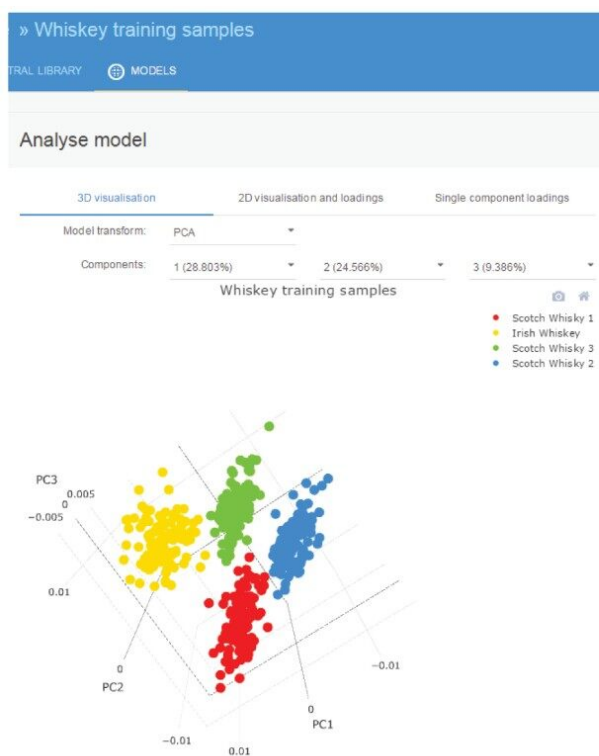 » Whiskey training samples
TRAL LIBRARY MODELS
Analyse model
3D visualisation 2D visualisation and loadings Single component loadings
Model transform: PCA
Components: 1 (28.803%) 2 (24.566%) 3 (9.386%)
Whiskey training samples
Scotch Whisky 1
Irish Whiskey
Scotch Whisky 3
Scotch Whisky 2
PC3
0.005
0
-0.005
0.01
0
PC2
-0.01
0.01
0
PC1
-0.01